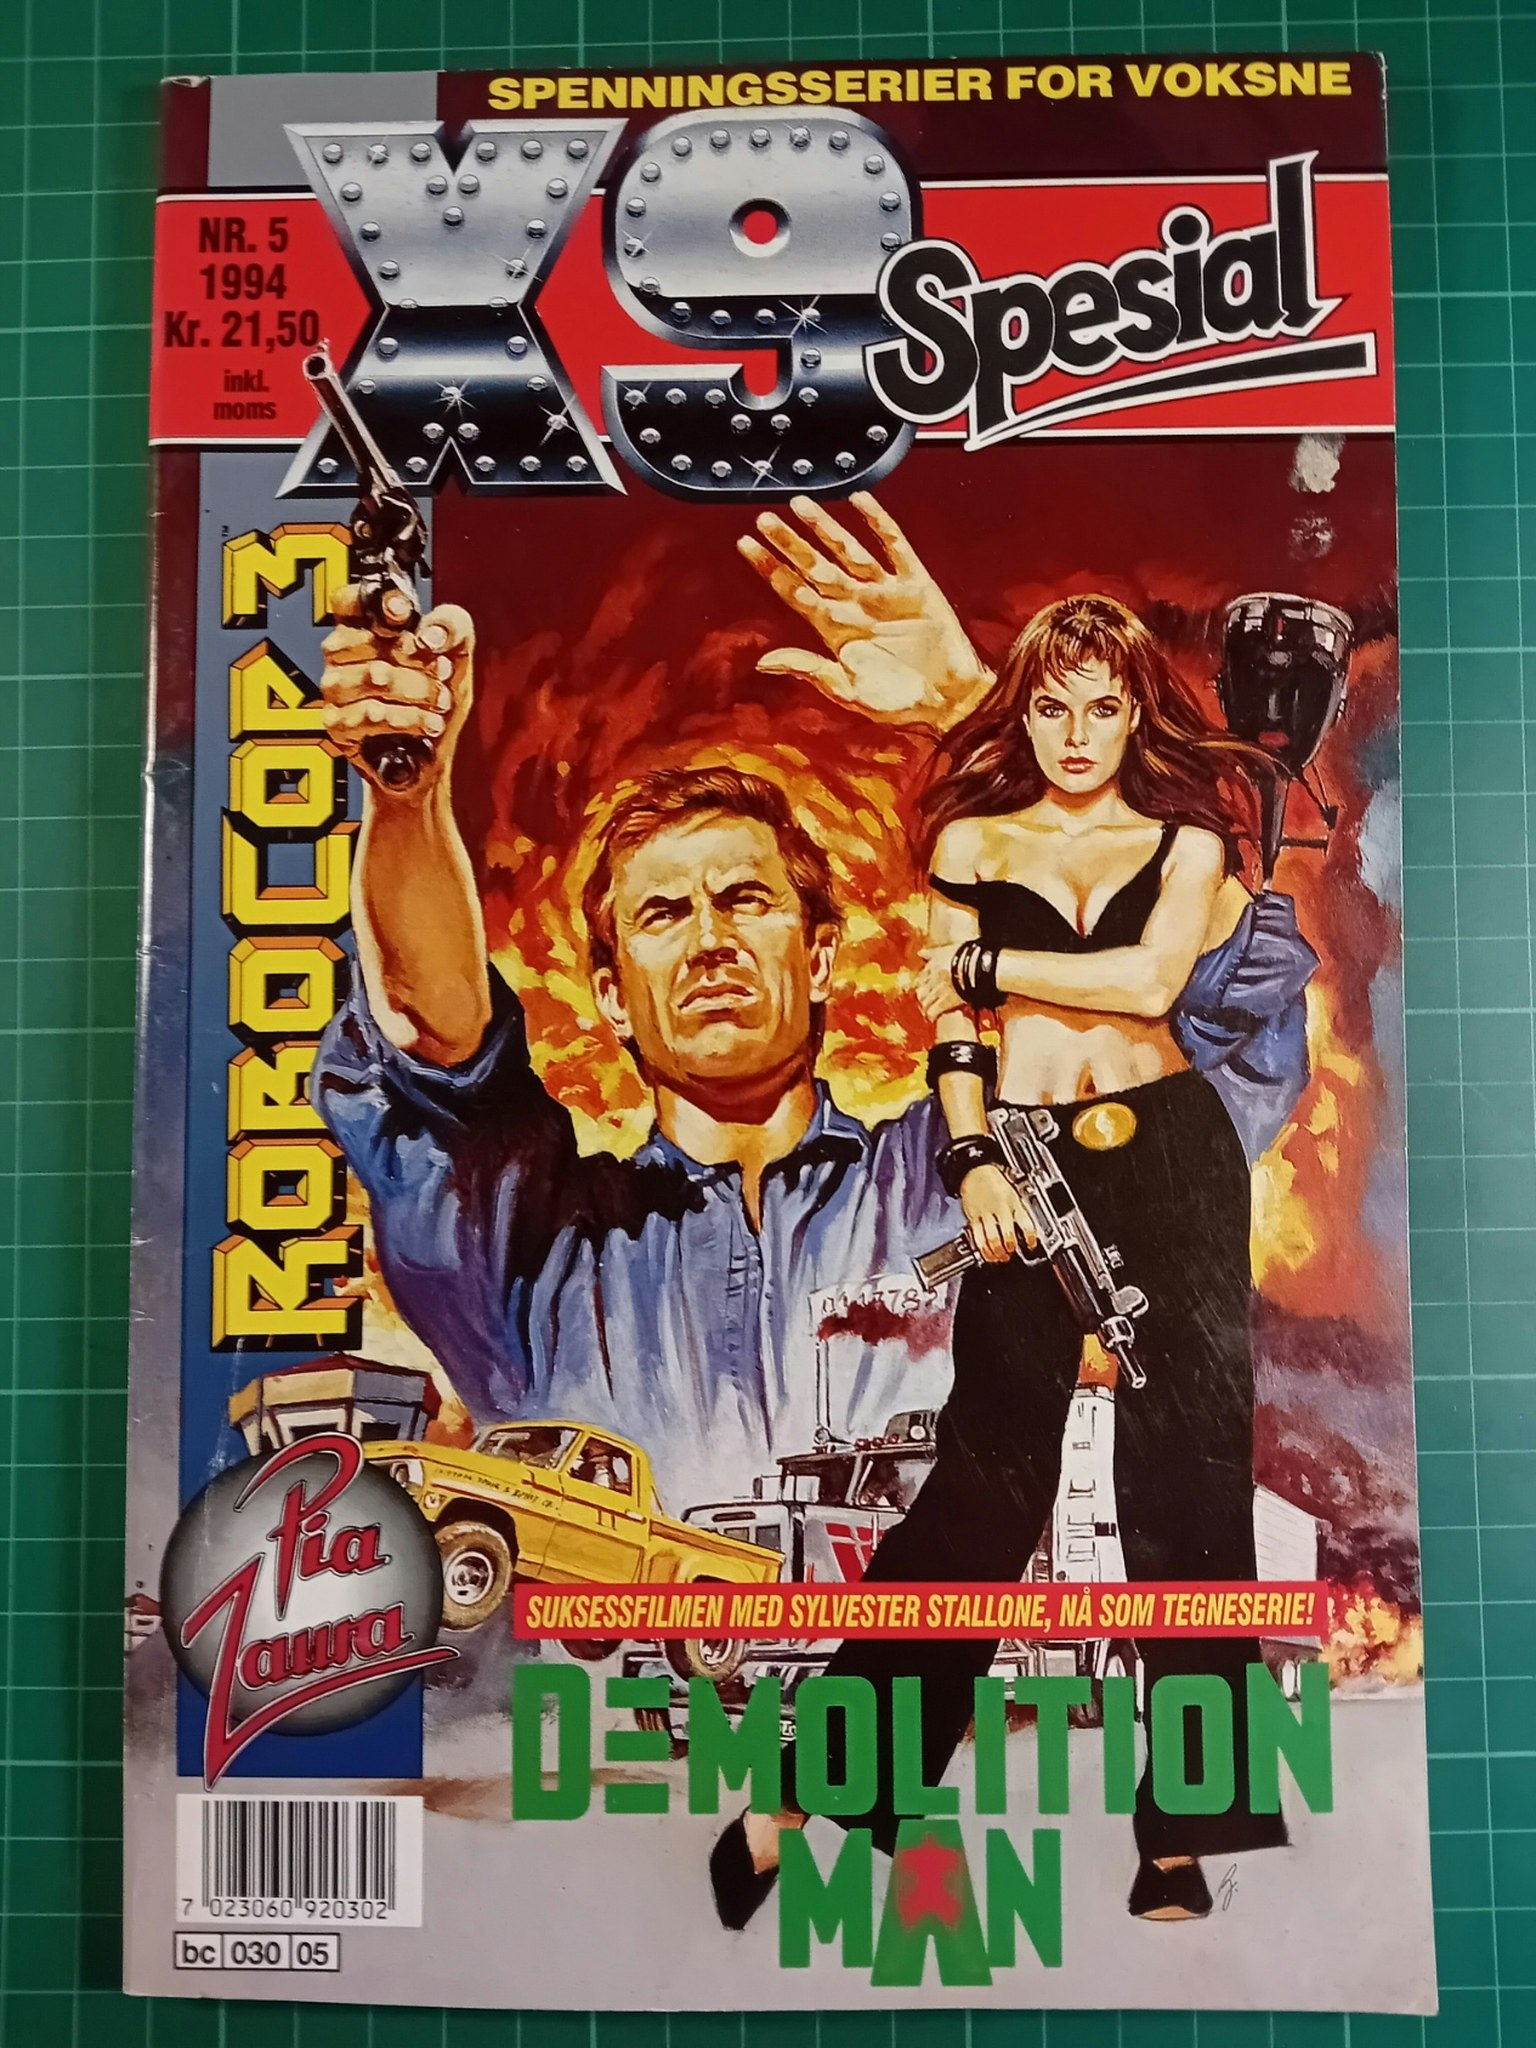 SPENNINGSSERIER FOR VOKSNE
X9
Spesial
NR. 5
1994
Kr. 21,50
inkl.
moms
ROBOCOP 3
™
Pia
Zaura
SUKSESSFILMEN MED SYLVESTER STALLONE, NÅ SOM TEGNESERIE!
DEMOLITION
MAN
7 023060 920302
bc 030 05